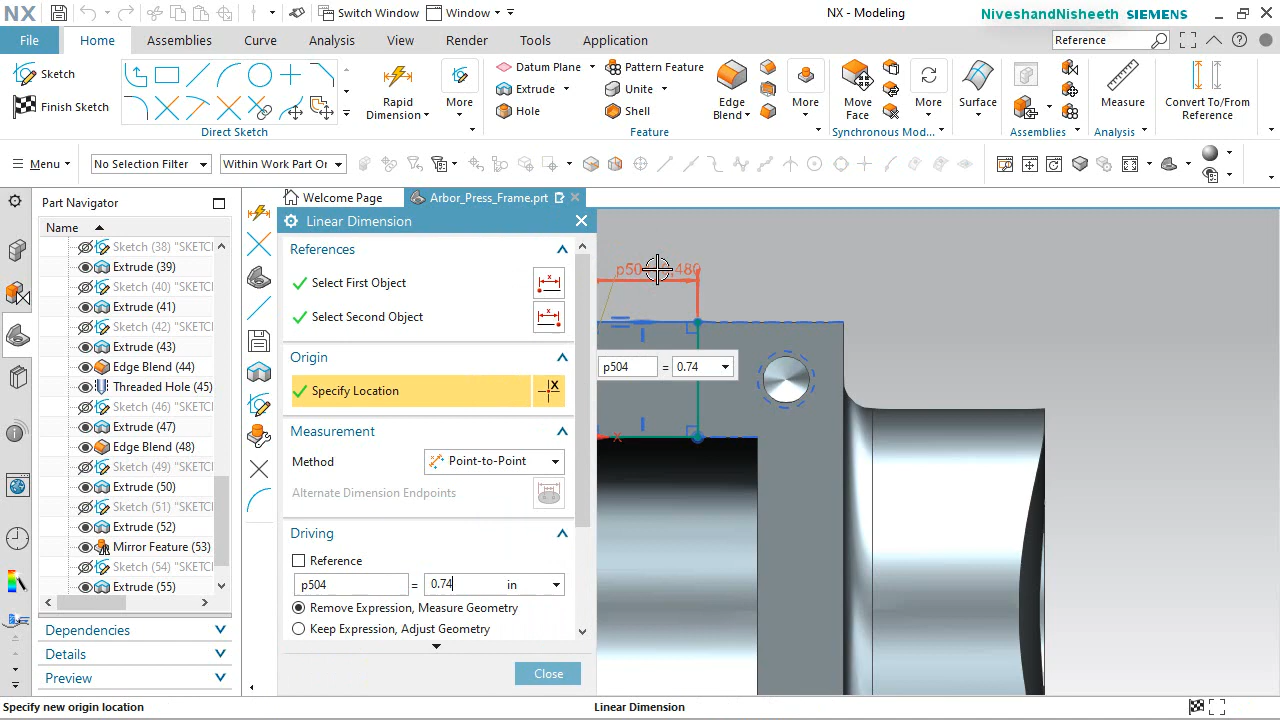 NX
Switch Window
Window
NX - Modeling
NiveshandNisheeth SIEMENS
File
Home
Assemblies
Curve
Analysis
View
Render
Tools
Application
Reference
Sketch
Finish Sketch
Direct Sketch
Rapid
Dimension
More
Datum Plane
Extrude
Hole
Pattern Feature
Unite
Shell
Edge
Blend
More
Feature
Move
Face
More
Synchronous Mod...
Surface
Assemblies
Measure
Analysis
Convert To/From
Reference
Menu
No Selection Filter
Within Work Part Or
Part Navigator
Name
Sketch (38) "SKETC
Extrude (39)
Sketch (40) "SKETC
Extrude (41)
Sketch (42) "SKETC
Extrude (43)
Edge Blend (44)
Threaded Hole (45)
Sketch (46) "SKETC
Extrude (47)
Edge Blend (48)
Sketch (49) "SKETC
Extrude (50)
Sketch (51) "SKETC
Extrude (52)
Mirror Feature (53)
Sketch (54) "SKETC
Extrude (55)
Dependencies
Details
Preview
Welcome Page
Arbor_Press_Frame.prt
Linear Dimension
References
Select First Object
Select Second Object
Origin
Specify Location
Measurement
Method
Point-to-Point
Alternate Dimension Endpoints
Driving
Reference
p504 = 0.74 in
Remove Expression, Measure Geometry
Keep Expression, Adjust Geometry
Close
p504 = 0.74
X
Specify new origin location
Linear Dimension